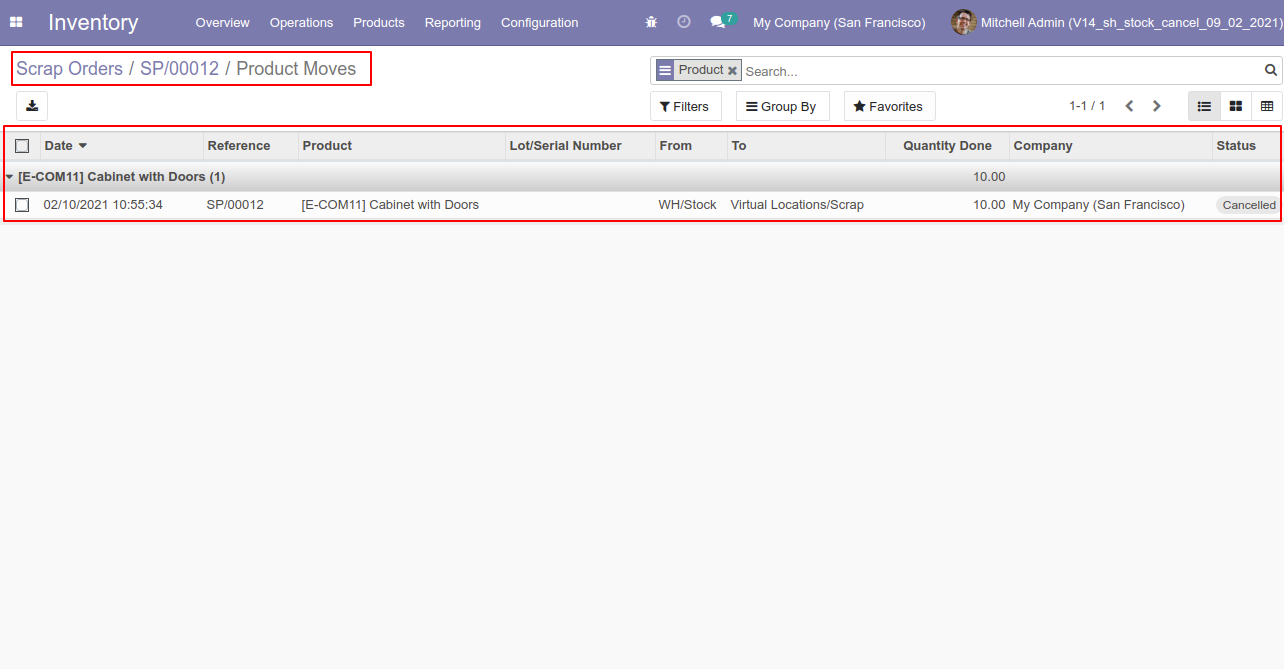 Inventory Overview Operations Products Reporting Configuration 7 My Company (San Francisco) Mitchell Admin (V14_sh_stock_cancel_09_02_2021)
Scrap Orders / SP/00012 / Product Moves
Product Search...
Filters Group By Favorites 1-1 / 1
Date Reference Product Lot/Serial Number From To Quantity Done Company Status
[E-COM11] Cabinet with Doors (1) 10.00
02/10/2021 10:55:34 SP/00012 [E-COM11] Cabinet with Doors WH/Stock Virtual Locations/Scrap 10.00 My Company (San Francisco) Cancelled